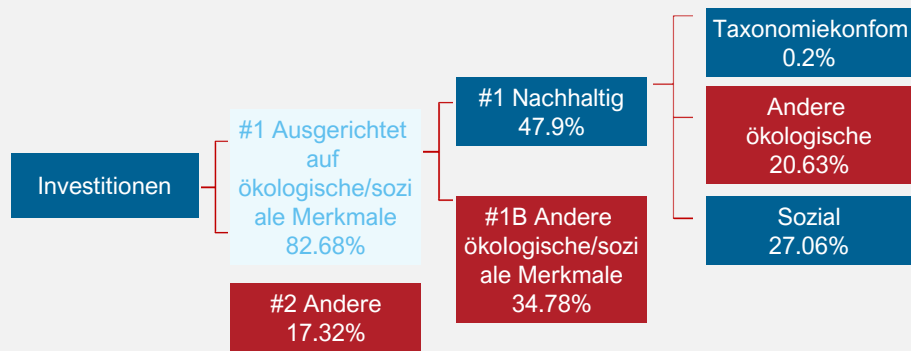 Investitionen
#1 Ausgerichtet
auf
ökologische/sozi
ale Merkmale
82.68%
#2 Andere
17.32%
#1 Nachhaltig
47.9%
#1B Andere
ökologische/sozi
ale Merkmale
34.78%
Taxonomiekonfom
0.2%
Andere
ökologische
20.63%
Sozial
27.06%